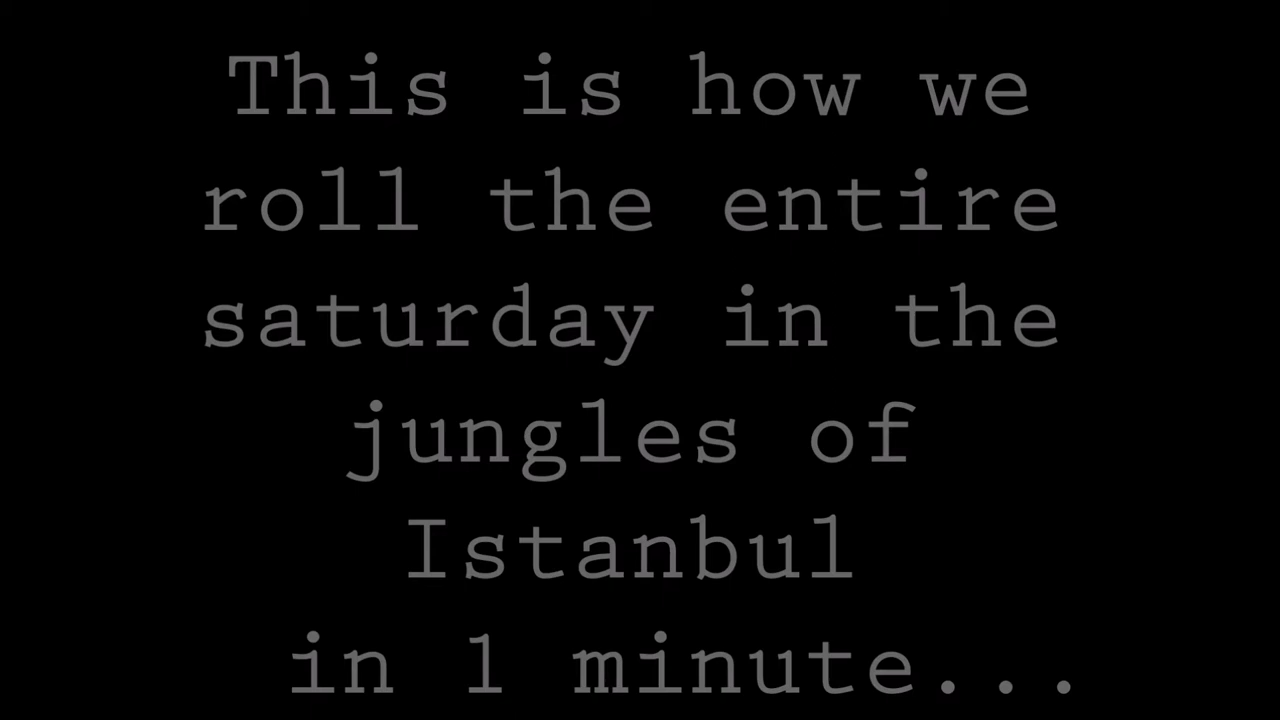 This is how we
roll the entire
saturday in the
jungles of
Istanbul
in 1 minute...